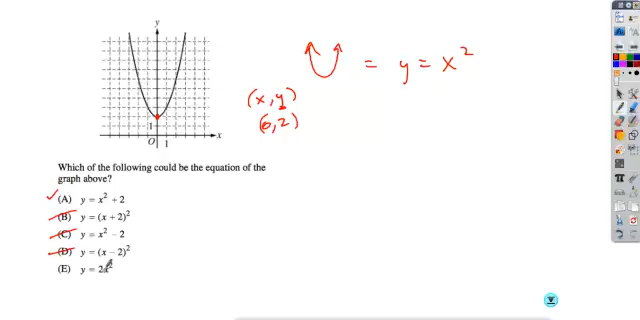 y
= y = x²
(x, y)
(0, 2)
1
O 1 x
Which of the following could be the equation of the
graph above?
(A) y = x² + 2
(B) y = (x + 2)²
(C) y = x² − 2
(D) y = (x − 2)²
(E) y = 2x²